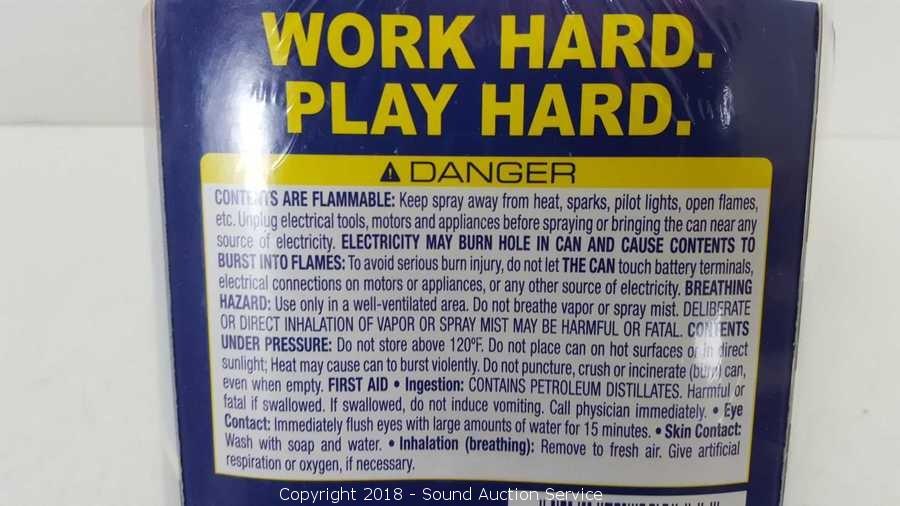 WORK HARD.
PLAY HARD.
DANGER
CONTENTS ARE FLAMMABLE: Keep spray away from heat, sparks, pilot lights, open flames,
etc. Unplug electrical tools, motors and appliances before spraying or bringing the can near any
source of electricity. ELECTRICITY MAY BURN HOLE IN CAN AND CAUSE CONTENTS TO
BURST INTO FLAMES: To avoid serious burn injury, do not let THE CAN touch battery terminals,
electrical connections on motors or appliances, or any other source of electricity. BREATHING
HAZARD: Use only in a well-ventilated area. Do not breathe vapor or spray mist. DELIBERATE
OR DIRECT INHALATION OF VAPOR OR SPRAY MIST MAY BE HARMFUL OR FATAL. CONTENTS
UNDER PRESSURE: Do not store above 120ºF. Do not place can on hot surfaces or in direct
sunlight; Heat may cause can to burst violently. Do not puncture, crush or incinerate (burn) can,
even when empty. FIRST AID • Ingestion: CONTAINS PETROLEUM DISTILLATES. Harmful or
fatal if swallowed. If swallowed, do not induce vomiting. Call physician immediately. • Eye
Contact: Immediately flush eyes with large amounts of water for 15 minutes. • Skin Contact:
Wash with soap and water. • Inhalation (breathing): Remove to fresh air. Give artificial
respiration or oxygen, if necessary.
Copyright 2018 - Sound Auction Service